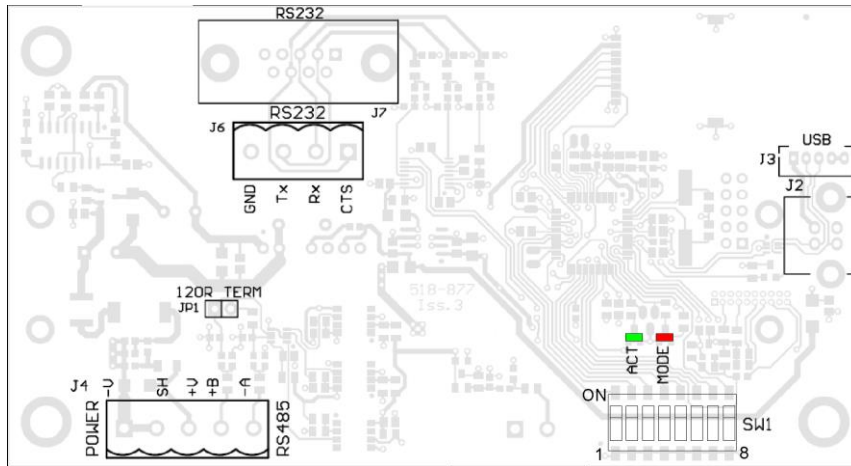 RS232
J7
RS232
J6
GND
Tx
Rx
CTS
USB
J3
J2
518-877
Iss.3
120R TERM
JP1
ACT
MODE
J4
-V
SH
+V
+B
-A
POWER
RS485
ON
SW1
1
8